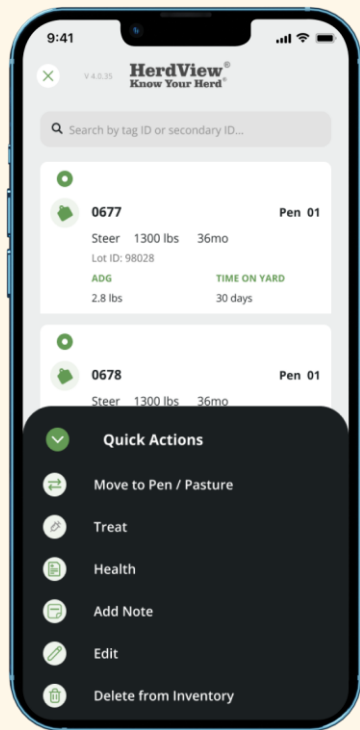 9:41
V 4.0.35 HerdView®
Know Your Herd®
Search by tag ID or secondary ID...
0677 Pen 01
Steer 1300 lbs 36mo
Lot ID: 98028
ADG TIME ON YARD
2.8 lbs 30 days
0678 Pen 01
Steer 1300 lbs 36mo
Quick Actions
Move to Pen / Pasture
Treat
Health
Add Note
Edit
Delete from Inventory